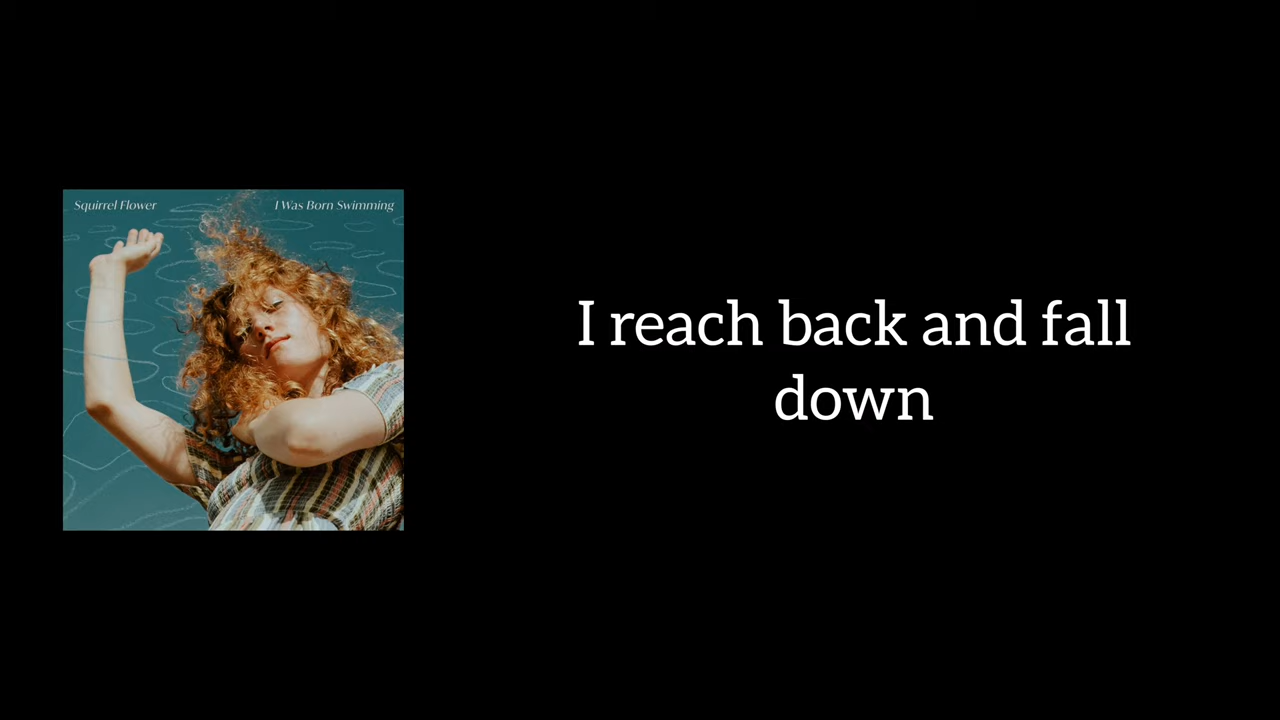 Squirrel Flower
I Was Born Swimming
I reach back and fall
down